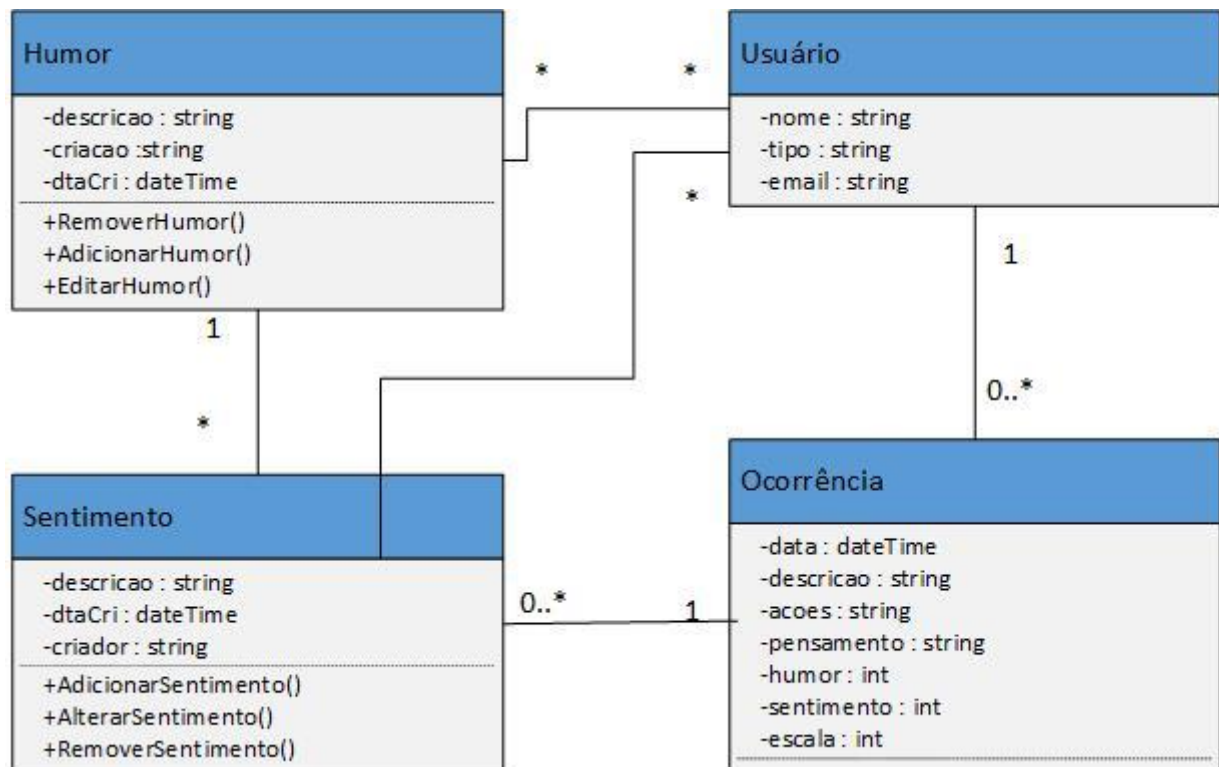 Humor
-descricao : string
-criacao :string
-dtaCri : dateTime
+RemoverHumor()
+AdicionarHumor()
+EditarHumor()
*
*
Usuário
-nome : string
-tipo : string
-email : string
*
1
0..*
1
*
Sentimento
-descricao : string
-dtaCri : dateTime
-criador : string
+AdicionarSentimento()
+AlterarSentimento()
+RemoverSentimento()
0..*
1
Ocorrência
-data : dateTime
-descricao : string
-acoes : string
-pensamento : string
-humor : int
-sentimento : int
-escala : int